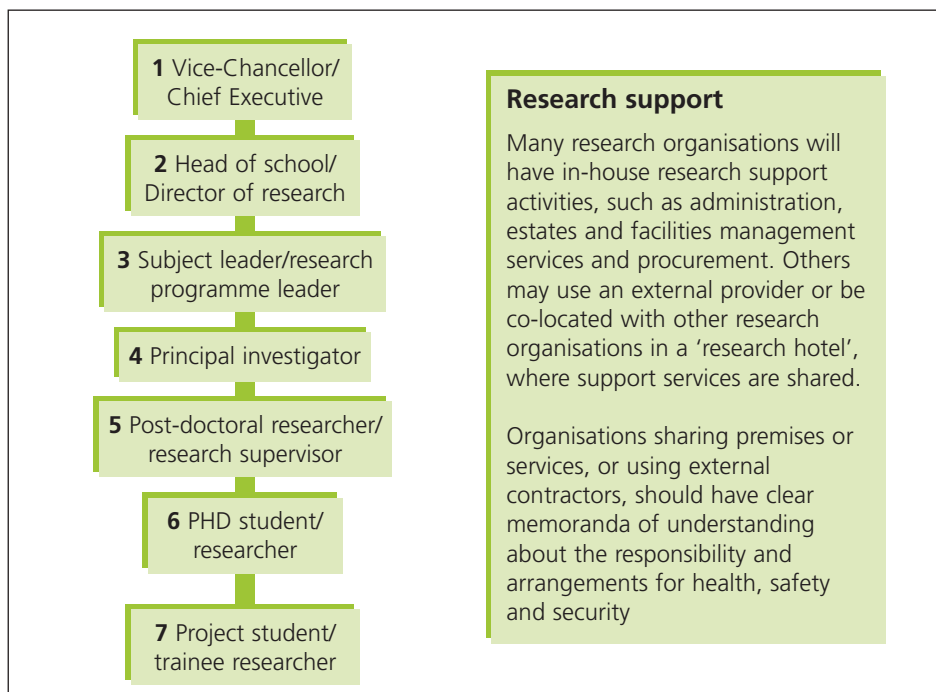 1 Vice-Chancellor/
Chief Executive
2 Head of school/
Director of research
3 Subject leader/research
programme leader
4 Principal investigator
5 Post-doctoral researcher/
research supervisor
6 PHD student/
researcher
7 Project student/
trainee researcher
Research support
Many research organisations will
have in-house research support
activities, such as administration,
estates and facilities management
services and procurement. Others
may use an external provider or be
co-located with other research
organisations in a ‘research hotel’,
where support services are shared.
Organisations sharing premises or
services, or using external
contractors, should have clear
memoranda of understanding
about the responsibility and
arrangements for health, safety
and security